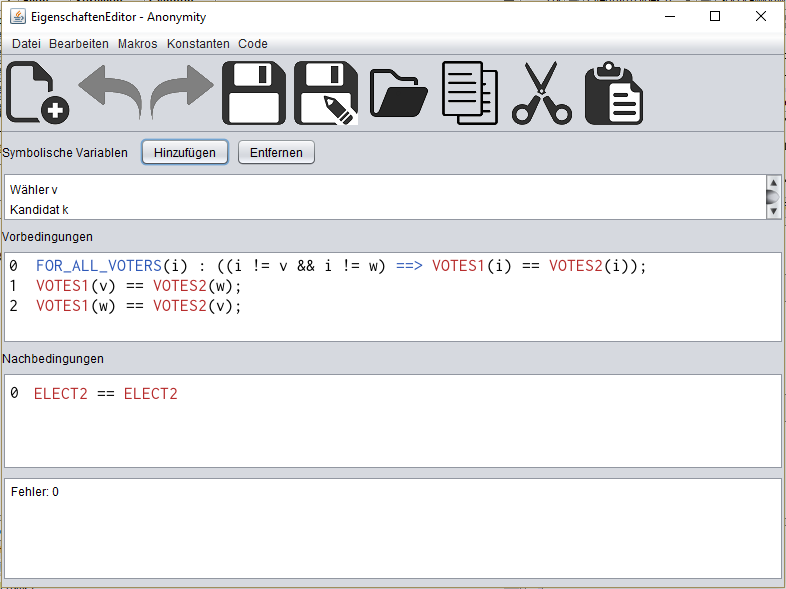 EigenschaftenEditor - Anonymity
Datei Bearbeiten Makros Konstanten Code
Symbolische Variablen Hinzufügen Entfernen
Wähler v
Kandidat k
Vorbedingungen
0 FOR_ALL_VOTERS(i) : ((i != v && i != w) ==> VOTES1(i) == VOTES2(i));
1 VOTES1(v) == VOTES2(w);
2 VOTES1(w) == VOTES2(v);
Nachbedingungen
0 ELECT2 == ELECT2
Fehler: 0